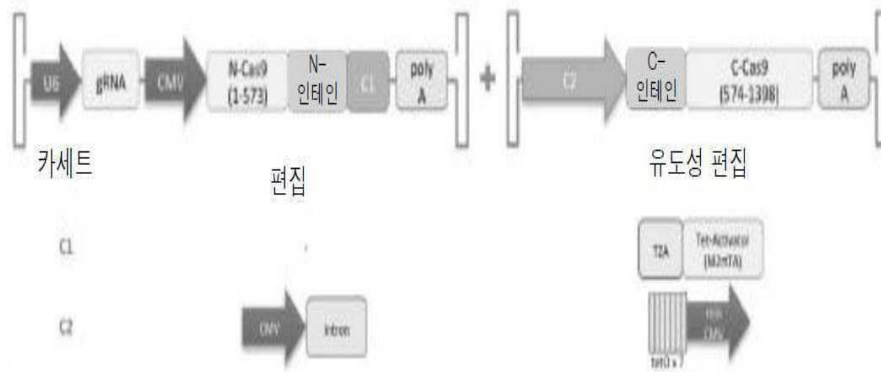 U6 gRNA CMV N-Cas9 (1-573) N-인테인 C1 poly A + C2 C-인테인 C-Cas9 (574-1398) poly A
카세트 편집 유도성 편집
C1 T2A Tet-Activator
C2 CMV intron CMV
tetO x 7